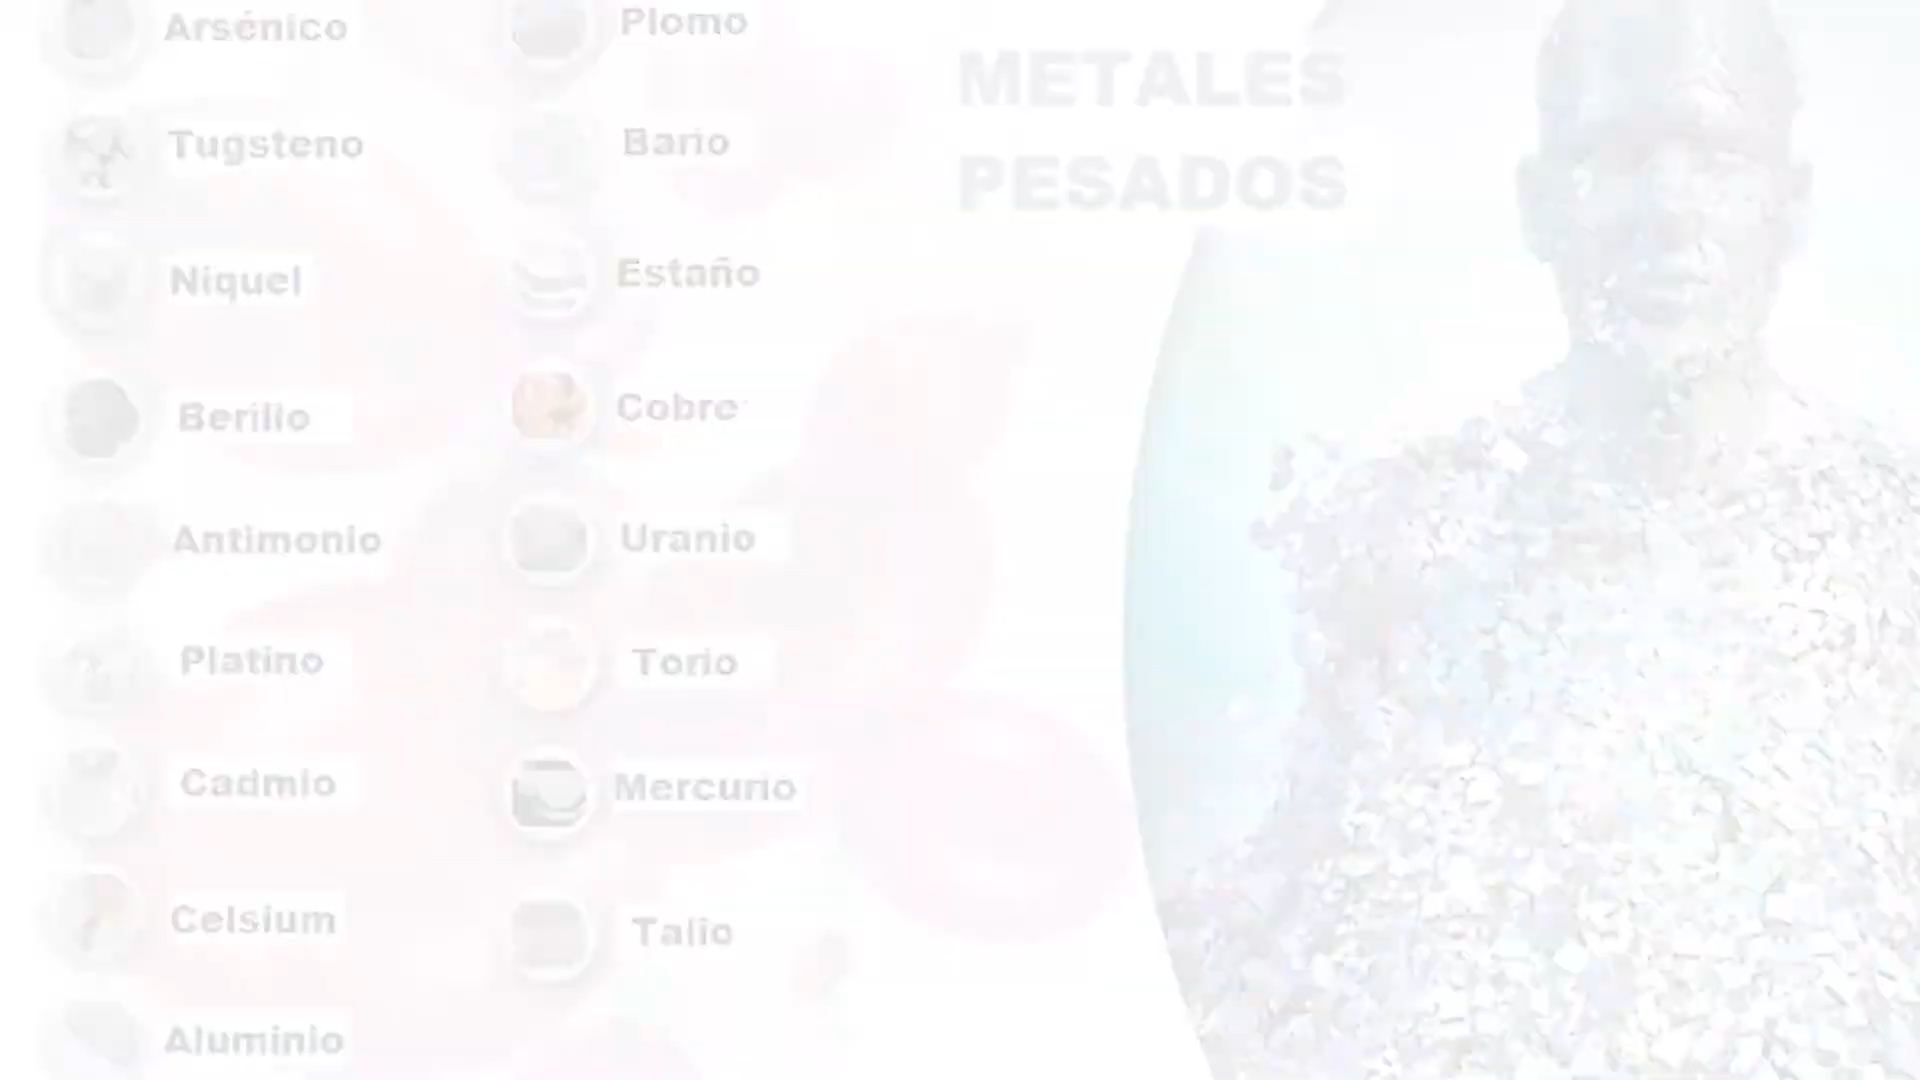 Arsénico
Tugsteno
Niquel
Berilio
Antimonio
Platino
Cadmio
Celsium
Aluminio
Plomo
Bario
Estaño
Cobre
Uranio
Torio
Mercurio
Talio
METALES
PESADOS